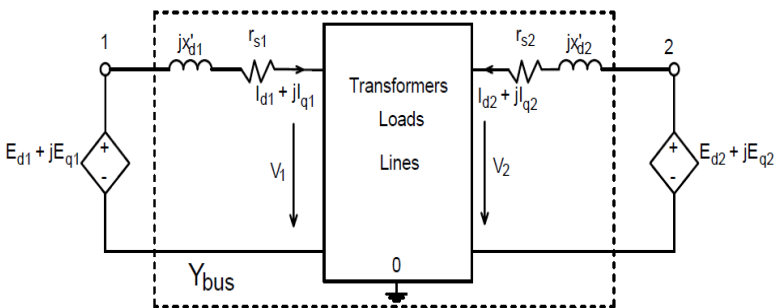 1
jx'd1
rs1
Id1 + jIq1
Ed1 + jEq1
+
-
V1
Transformers
Loads
Lines
0
rs2
jx'd2
2
Id2 + jIq2
V2
+
-
Ed2 + jEq2
Ybus